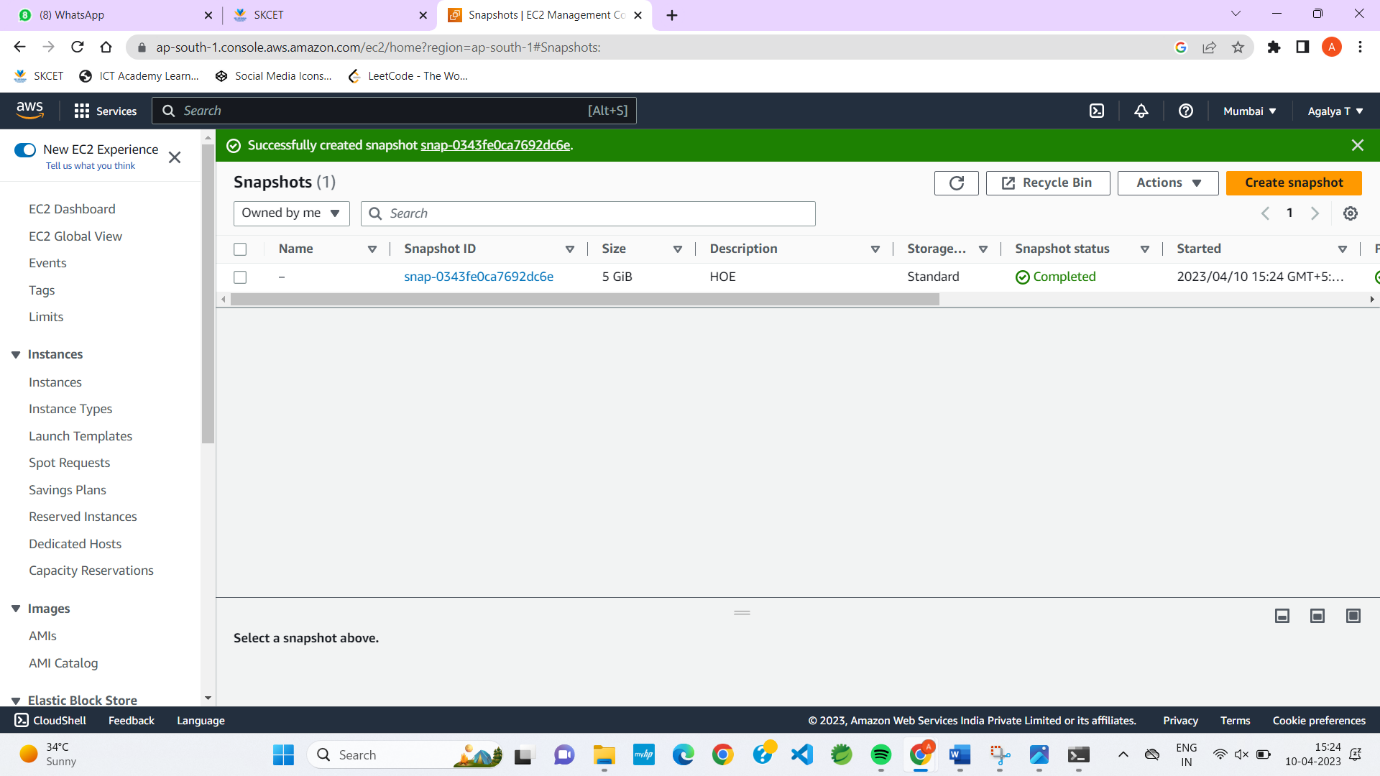 (8) WhatsApp
SKCET
Snapshots | EC2 Management Co
ap-south-1.console.aws.amazon.com/ec2/home?region=ap-south-1#Snapshots:
A
SKCET
ICT Academy Learn...
Social Media Icons...
LeetCode - The Wo...
aws
Services
Search
[Alt+S]
Mumbai
Agalya T
New EC2 Experience
Tell us what you think
EC2 Dashboard
EC2 Global View
Events
Tags
Limits
Instances
Instances
Instance Types
Launch Templates
Spot Requests
Savings Plans
Reserved Instances
Dedicated Hosts
Capacity Reservations
Images
AMIs
AMI Catalog
Elastic Block Store
Successfully created snapshot snap-0343fe0ca7692dc6e.
Snapshots (1)
Recycle Bin
Actions
Create snapshot
Owned by me
Search
1
Name Snapshot ID Size Description Storage... Snapshot status Started
– snap-0343fe0ca7692dc6e 5 GiB HOE Standard Completed 2023/04/10 15:24 GMT+5:...
Select a snapshot above.
CloudShell Feedback Language
© 2023, Amazon Web Services India Private Limited or its affiliates. Privacy Terms Cookie preferences
34°C
Sunny
Search
ENG
IN
15:24
10-04-2023